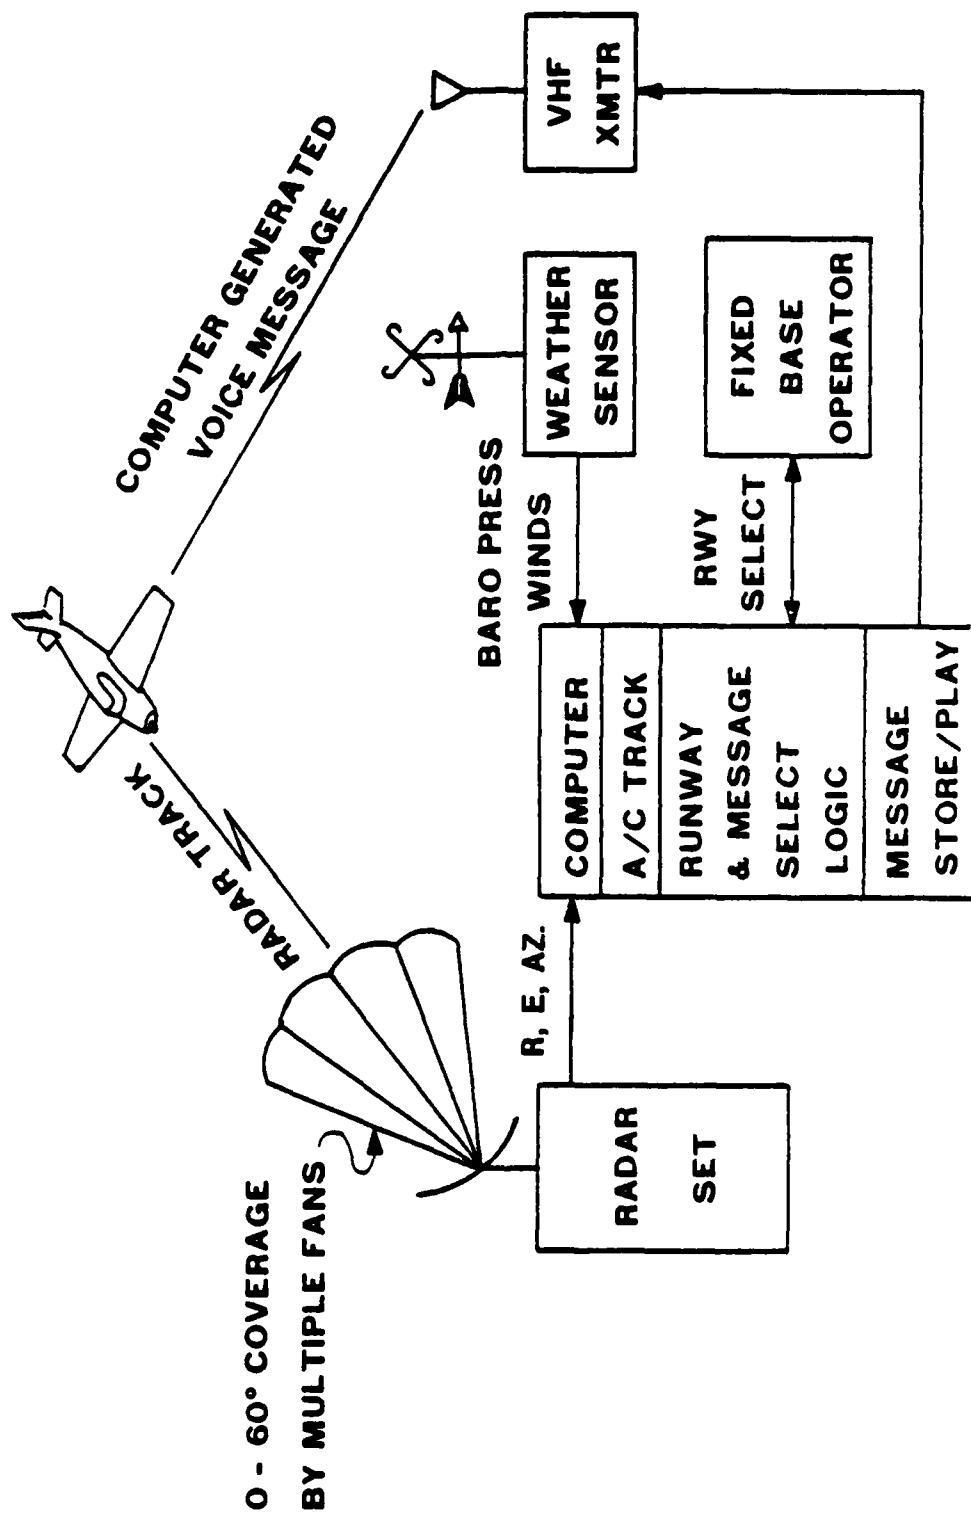 COMPUTER GENERATED
VOICE MESSAGE
RADAR TRACK
0 - 60° COVERAGE
BY MULTIPLE FANS
RADAR
SET
R, E, AZ.
COMPUTER
A/C TRACK
RUNWAY
& MESSAGE
SELECT
LOGIC
MESSAGE
STORE/PLAY
BARO PRESS
WINDS
RWY
SELECT
WEATHER
SENSOR
FIXED
BASE
OPERATOR
VHF
XMTR